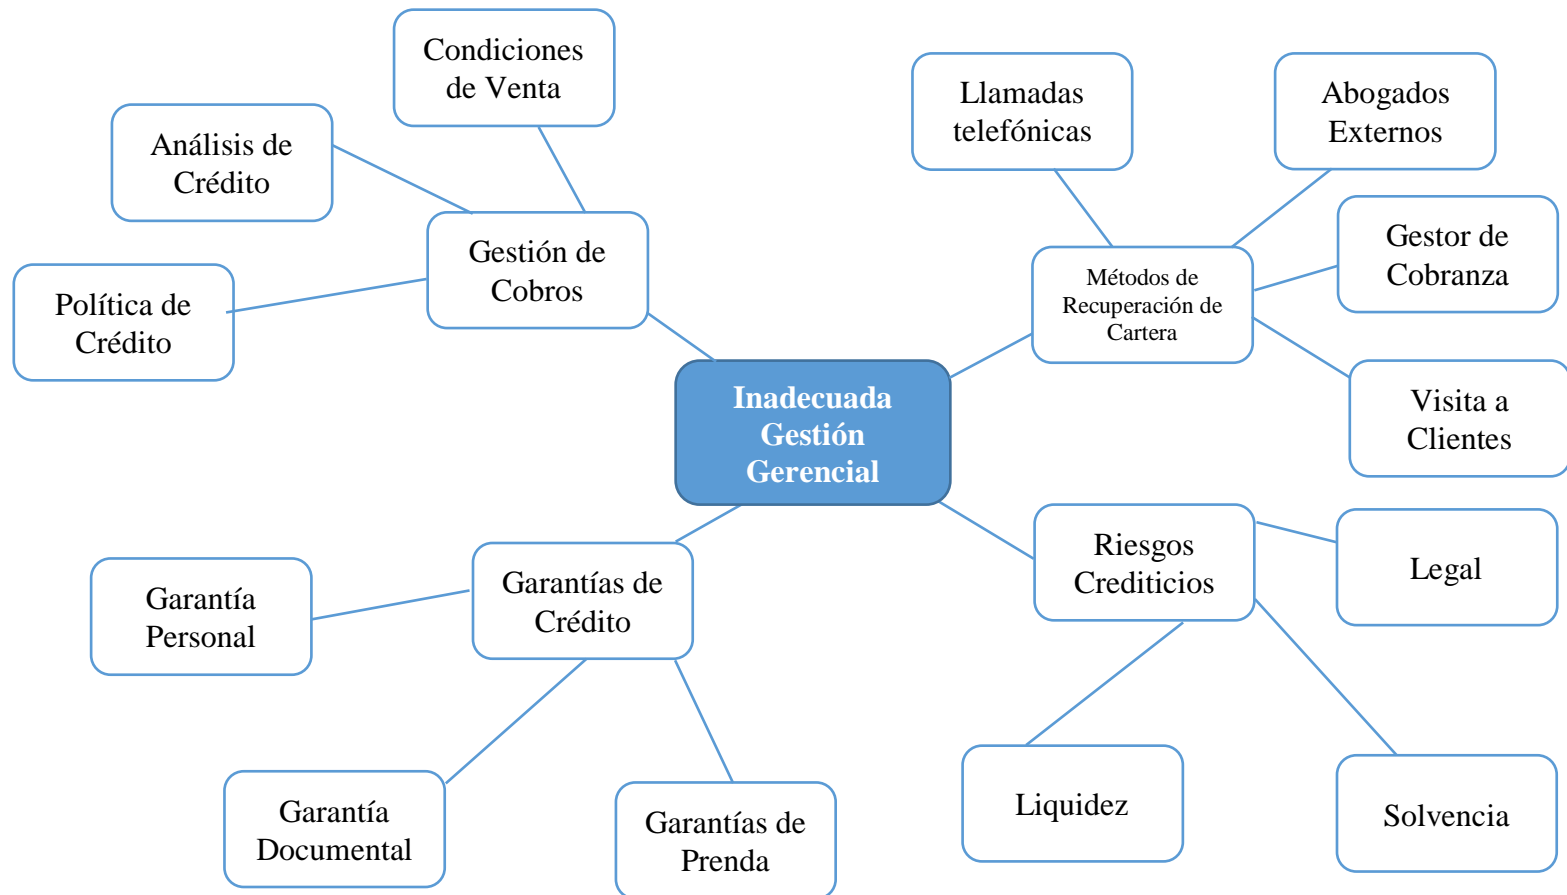 Condiciones
de Venta
Análisis de
Crédito
Política de
Crédito
Gestión de
Cobros
Llamadas
telefónicas
Abogados
Externos
Gestor de
Cobranza
Métodos de
Recuperación de
Cartera
Visita a
Clientes
Inadecuada
Gestión
Gerencial
Garantía
Personal
Garantías de
Crédito
Garantía
Documental
Garantías de
Prenda
Riesgos
Crediticios
Legal
Liquidez
Solvencia